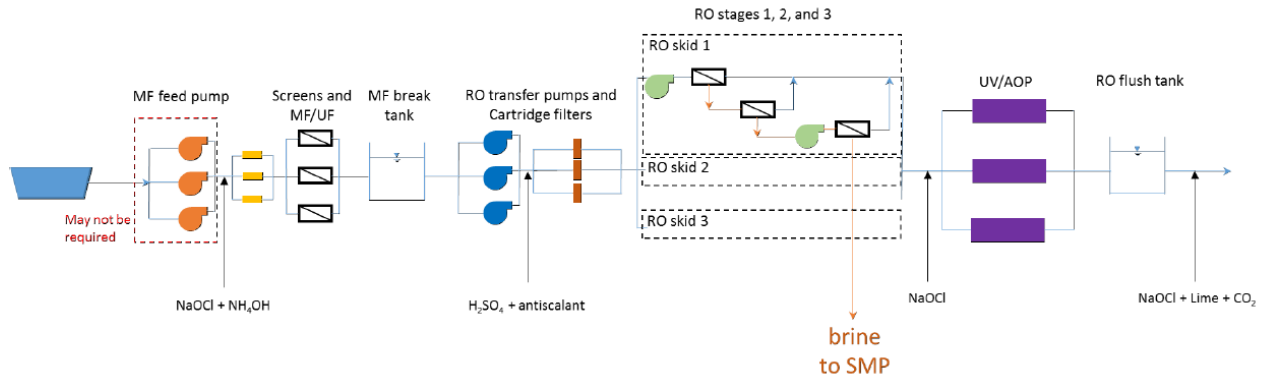 RO stages 1, 2, and 3
RO skid 1
MF feed pump
Screens and
MF/UF
MF break
tank
RO transfer pumps and
Cartridge filters
UV/AOP
RO flush tank
RO skid 2
May not be
required
RO skid 3
NaOCl + NH₄OH
H₂SO₄ + antiscalant
NaOCl
NaOCl + Lime + CO₂
brine
to SMP